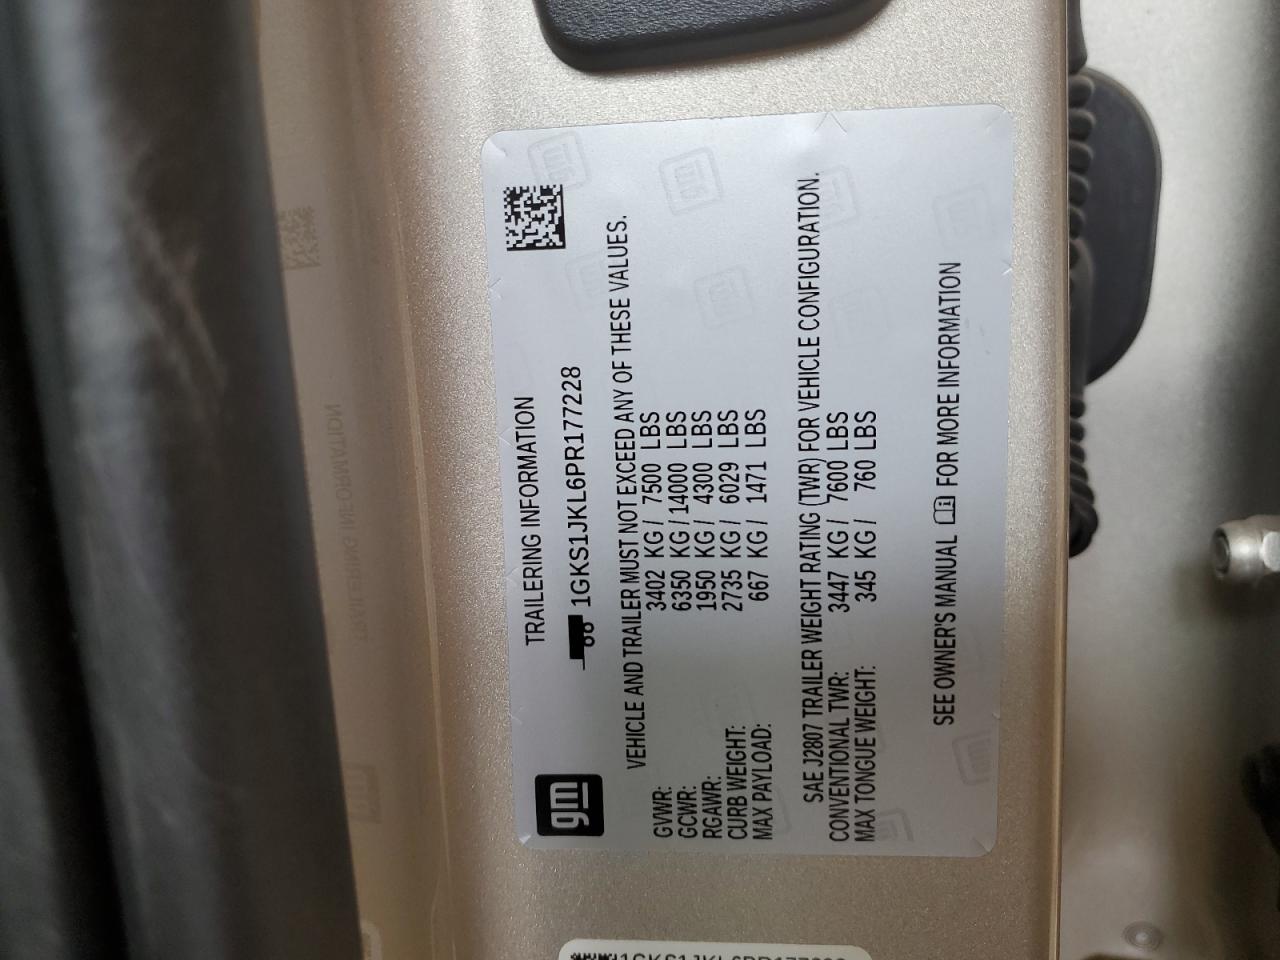 gm
TRAILERING INFORMATION
1GKS1JKL6PR177228
VEHICLE AND TRAILER MUST NOT EXCEED ANY OF THESE VALUES.
GVWR: 3402 KG / 7500 LBS
GCWR: 6350 KG / 14000 LBS
RGAWR: 1950 KG / 4300 LBS
CURB WEIGHT: 2735 KG / 6029 LBS
MAX PAYLOAD: 667 KG / 1471 LBS
SAE J2807 TRAILER WEIGHT RATING (TWR) FOR VEHICLE CONFIGURATION.
CONVENTIONAL TWR: 3447 KG / 7600 LBS
MAX TONGUE WEIGHT: 345 KG / 760 LBS
SEE OWNER'S MANUAL FOR MORE INFORMATION